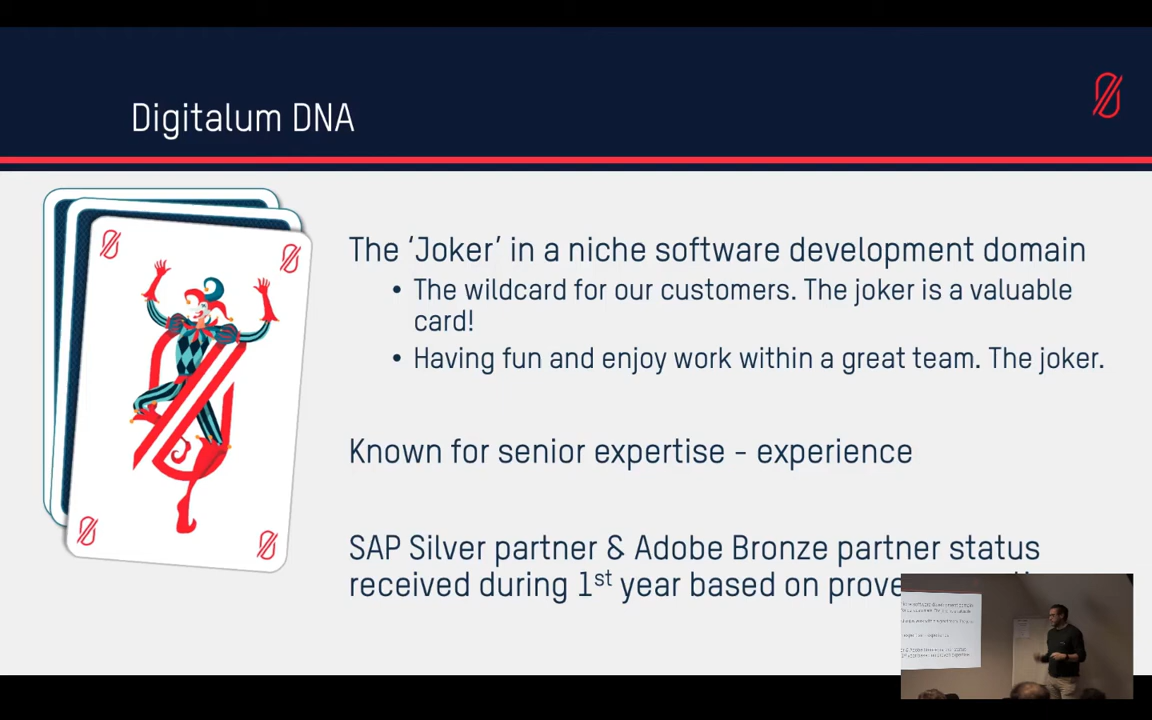 Digitalum DNA
The ‘Joker’ in a niche software development domain
• The wildcard for our customers. The joker is a valuable
card!
• Having fun and enjoy work within a great team. The joker.
Known for senior expertise - experience
SAP Silver partner & Adobe Bronze partner status
received during 1st year based on